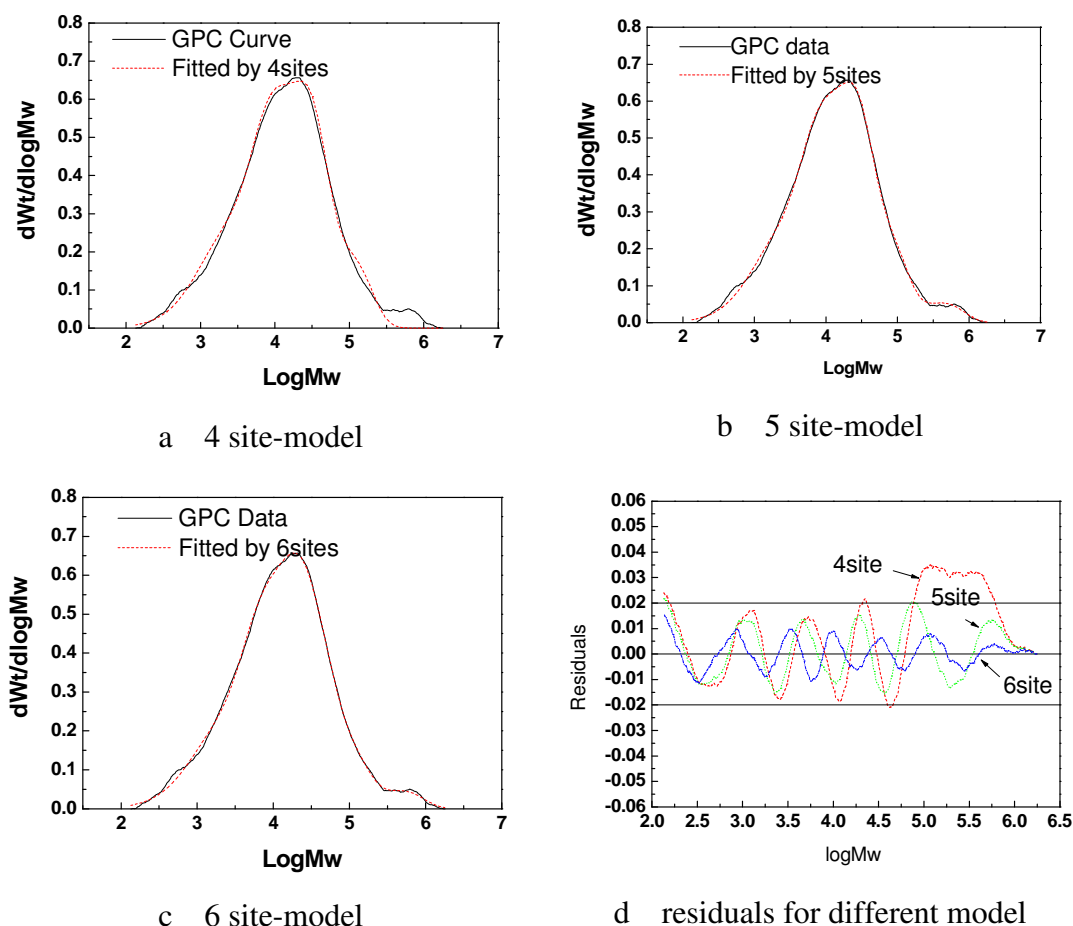 0.8
0.7
0.6
0.5
0.4
0.3
0.2
0.1
0.0
dWt/dlogMw
GPC Curve
Fitted by 4sites
2 3 4 5 6 7
LogMw
a 4 site-model
0.8
0.7
0.6
0.5
0.4
0.3
0.2
0.1
0.0
dWt/dlogMw
GPC data
Fitted by 5sites
2 3 4 5 6 7
LogMw
b 5 site-model
0.8
0.7
0.6
0.5
0.4
0.3
0.2
0.1
0.0
dWt/dlogMw
GPC Data
Fitted by 6sites
2 3 4 5 6 7
LogMw
c 6 site-model
0.06
0.05
0.04
0.03
0.02
0.01
0.00
-0.01
-0.02
-0.03
-0.04
-0.05
-0.06
Residuals
4site
5site
6site
2.0 2.5 3.0 3.5 4.0 4.5 5.0 5.5 6.0 6.5
logMw
d residuals for different model